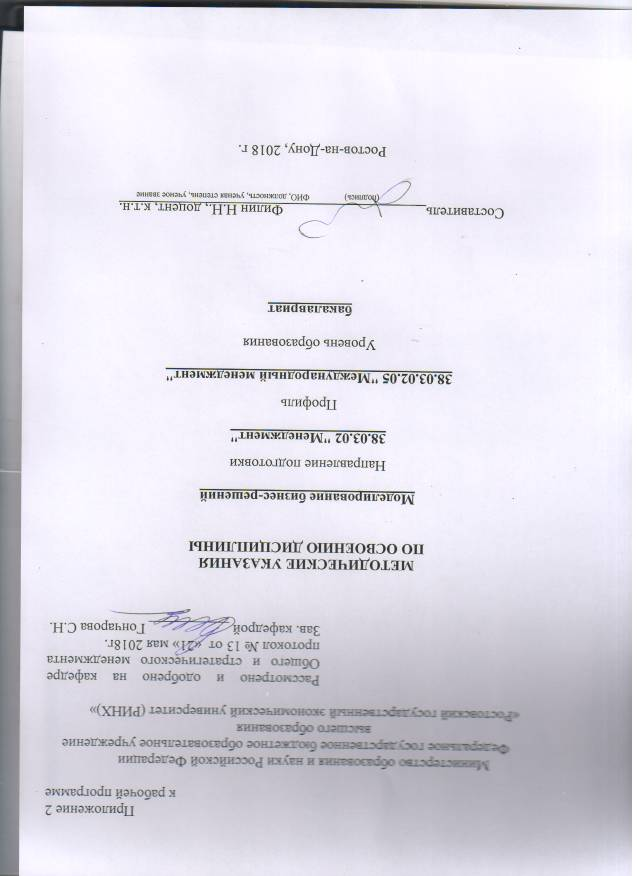 Приложение 2
к рабочей программе
Министерство образования и науки Российской Федерации
Федеральное государственное бюджетное образовательное учреждение
высшего образования
«Ростовский государственный экономический университет (РИНХ)»
Рассмотрено и одобрено на кафедре
Общего и стратегического менеджмента
протокол № 13 от «21» мая 2018г.
Зав. кафедрой Гончарова С.Н.
МЕТОДИЧЕСКИЕ УКАЗАНИЯ
ПО ОСВОЕНИЮ ДИСЦИПЛИНЫ
Моделирование бизнес-решений
Направление подготовки
38.03.02 "Менеджмент"
Профиль
38.03.02.05 "Международный менеджмент"
Уровень образования
бакалавриат
Составитель Филин Н.Н., доцент, к.т.н.
(подпись) ФИО, должность, ученая степень, ученое звание
Ростов-на-Дону, 2018 г.